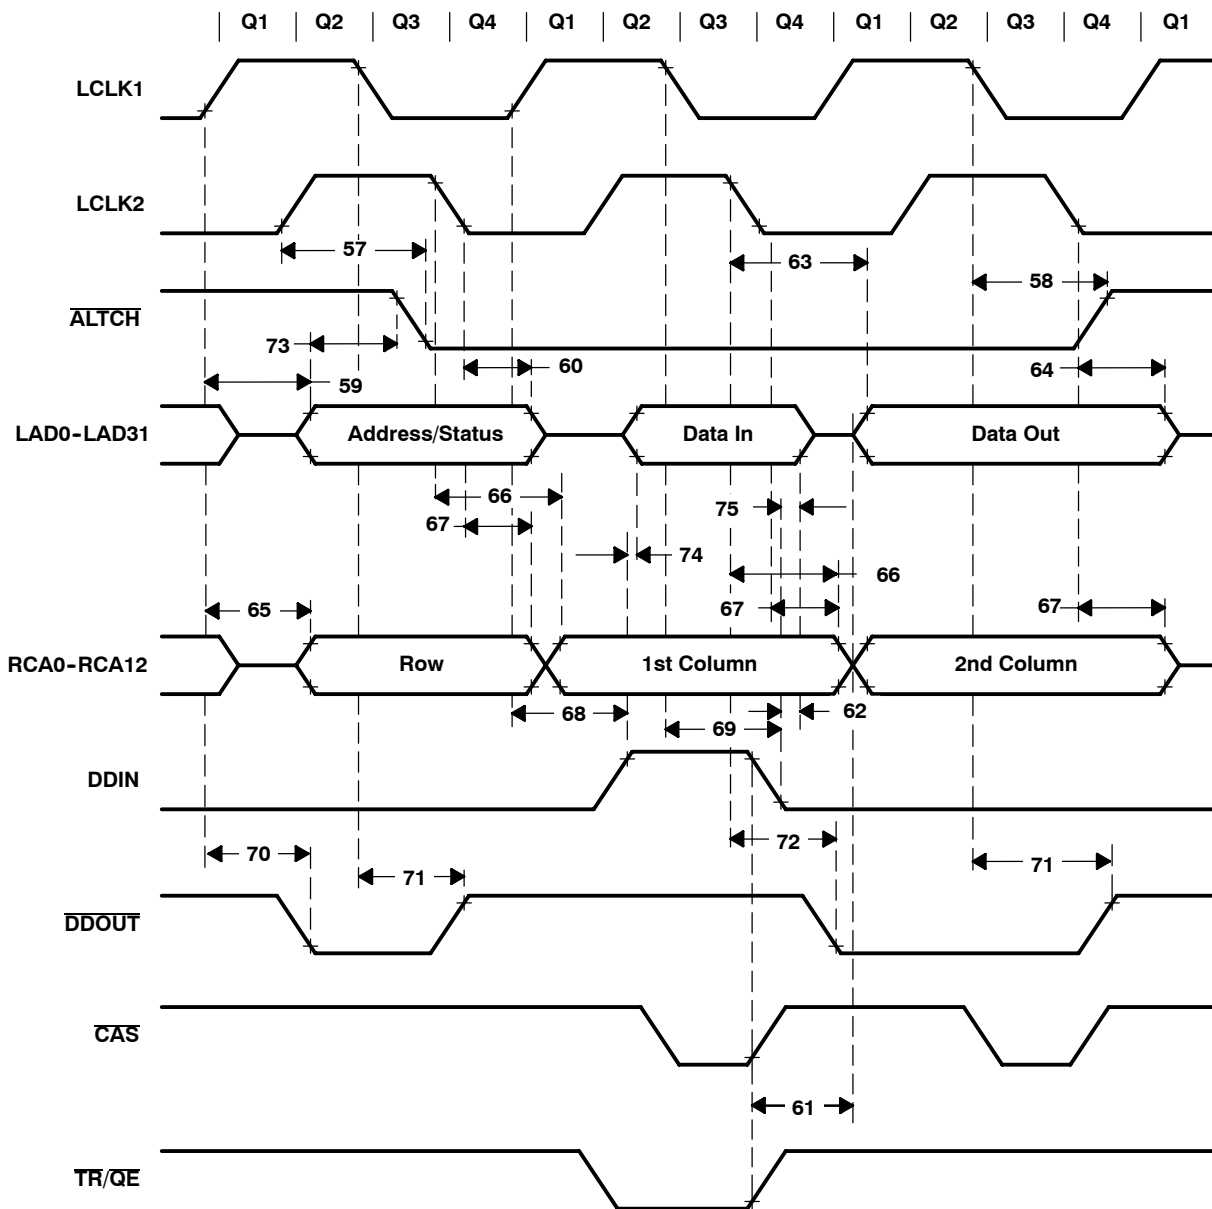 Q1 Q2 Q3 Q4 Q1 Q2 Q3 Q4 Q1 Q2 Q3 Q4 Q1
LCLK1
LCLK2
57
63
58
ALTCH
73
60
64
59
LAD0-LAD31 Address/Status Data In Data Out
66
75
67
74
66
65
67
67
RCA0-RCA12 Row 1st Column 2nd Column
68
62
69
DDIN
72
70
71
71
DDOUT
CAS
61
TR/QE